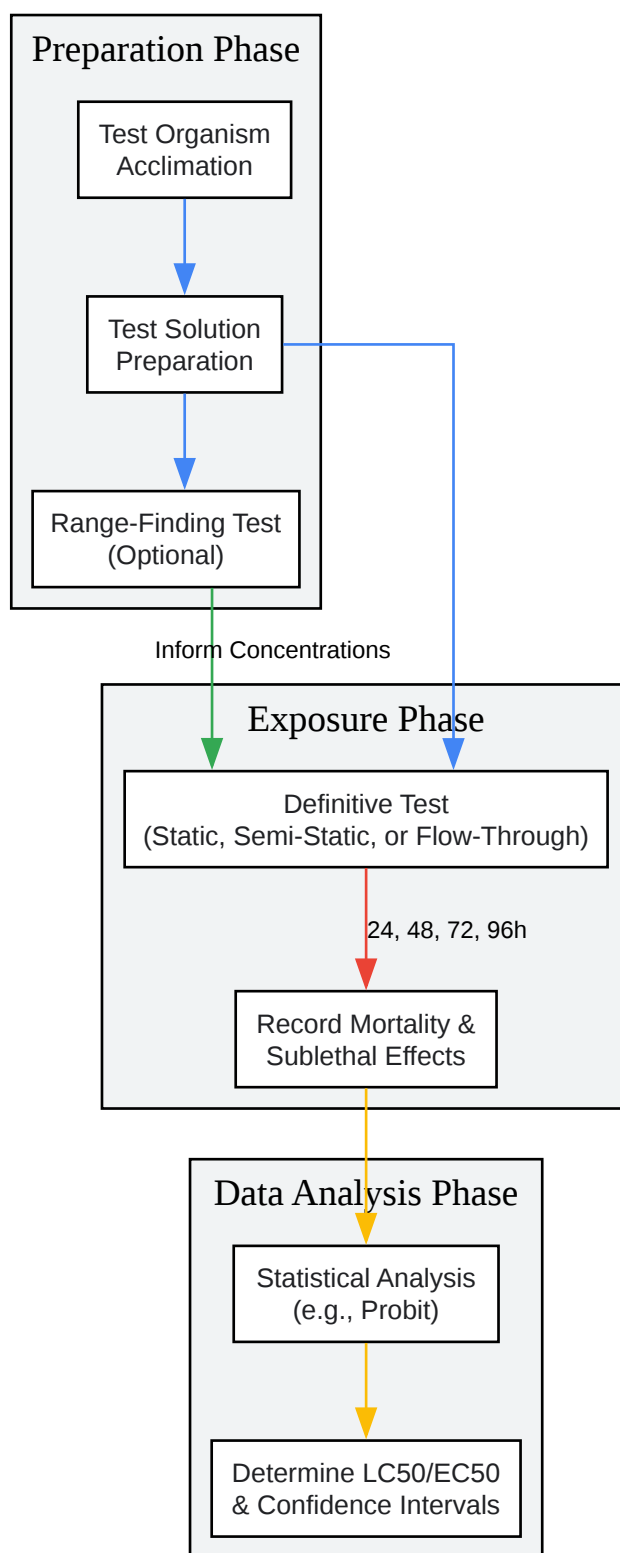 Preparation Phase
Test Organism
Acclimation
Test Solution
Preparation
Range-Finding Test
(Optional)
Inform Concentrations
Exposure Phase
Definitive Test
(Static, Semi-Static, or Flow-Through)
24, 48, 72, 96h
Record Mortality &
Sublethal Effects
Data Analysis Phase
Statistical Analysis
(e.g., Probit)
Determine LC50/EC50
& Confidence Intervals